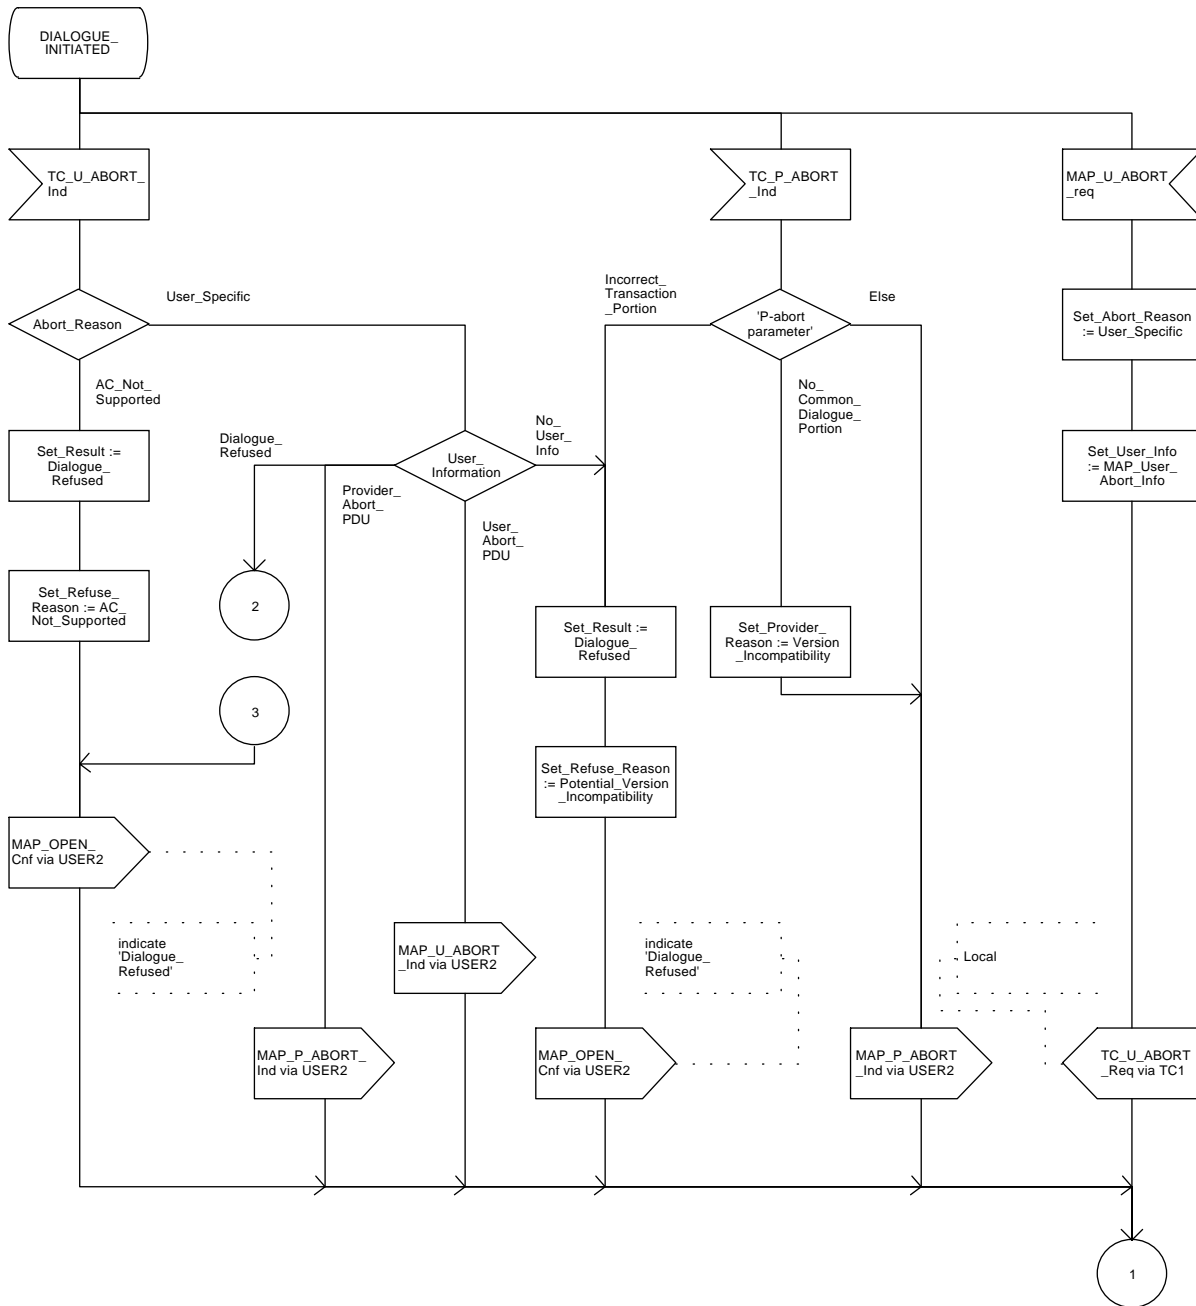 DIALOGUE_
INITIATED
TC_U_ABORT_
Ind
TC_P_ABORT
_Ind
MAP_U_ABORT
_req
User_Specific
Incorrect_
Transaction
_Portion
Else
Abort_Reason
'P-abort
parameter'
Set_Abort_Reason
:= User_Specific
AC_Not_
Supported
No_
Common_
Dialogue_
Portion
Set_Result :=
Dialogue_
Refused
Dialogue_
Refused
User_
Information
No_
User_
Info
Set_User_Info
:= MAP_User_
Abort_Info
Provider_
Abort_
PDU
User_
Abort_
PDU
Set_Refuse_
Reason := AC_
Not_Supported
2
Set_Result :=
Dialogue_
Refused
Set_Provider_
Reason := Version
_Incompatibility
3
Set_Refuse_Reason
:= Potential_Version
_Incompatibility
MAP_OPEN_
Cnf via USER2
indicate
'Dialogue_
Refused'
MAP_U_ABORT
_Ind via USER2
indicate
'Dialogue_
Refused'
Local
MAP_P_ABORT_
Ind via USER2
MAP_OPEN_
Cnf via USER2
MAP_P_ABORT
_Ind via USER2
TC_U_ABORT
_Req via TC1
1